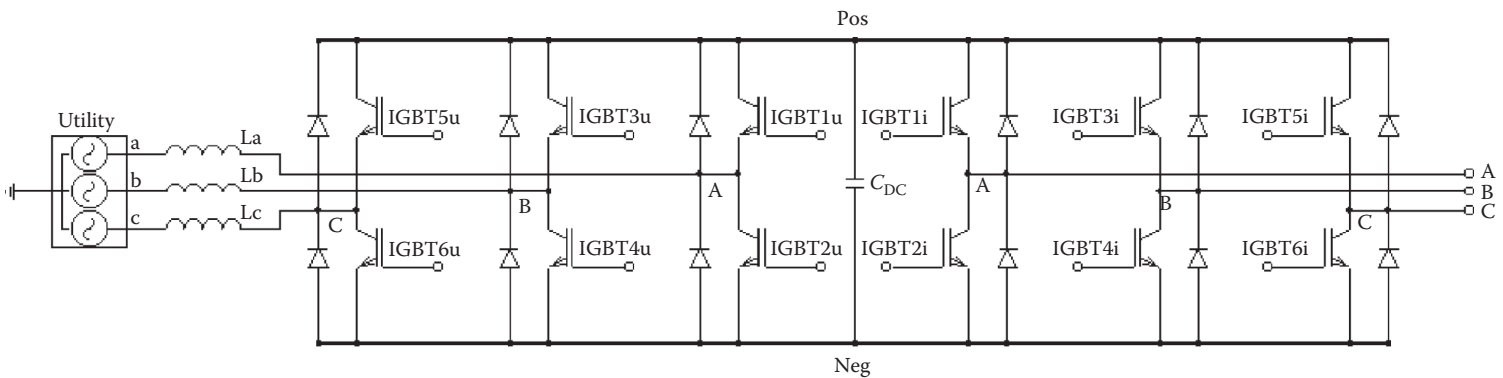 Pos
Utility
a
La
b
Lb
c
Lc
IGBT5u
IGBT3u
IGBT1u
IGBT1i
IGBT3i
IGBT5i
A
B
C
C_DC
A
B
C
A
B
C
IGBT6u
IGBT4u
IGBT2u
IGBT2i
IGBT4i
IGBT6i
Neg